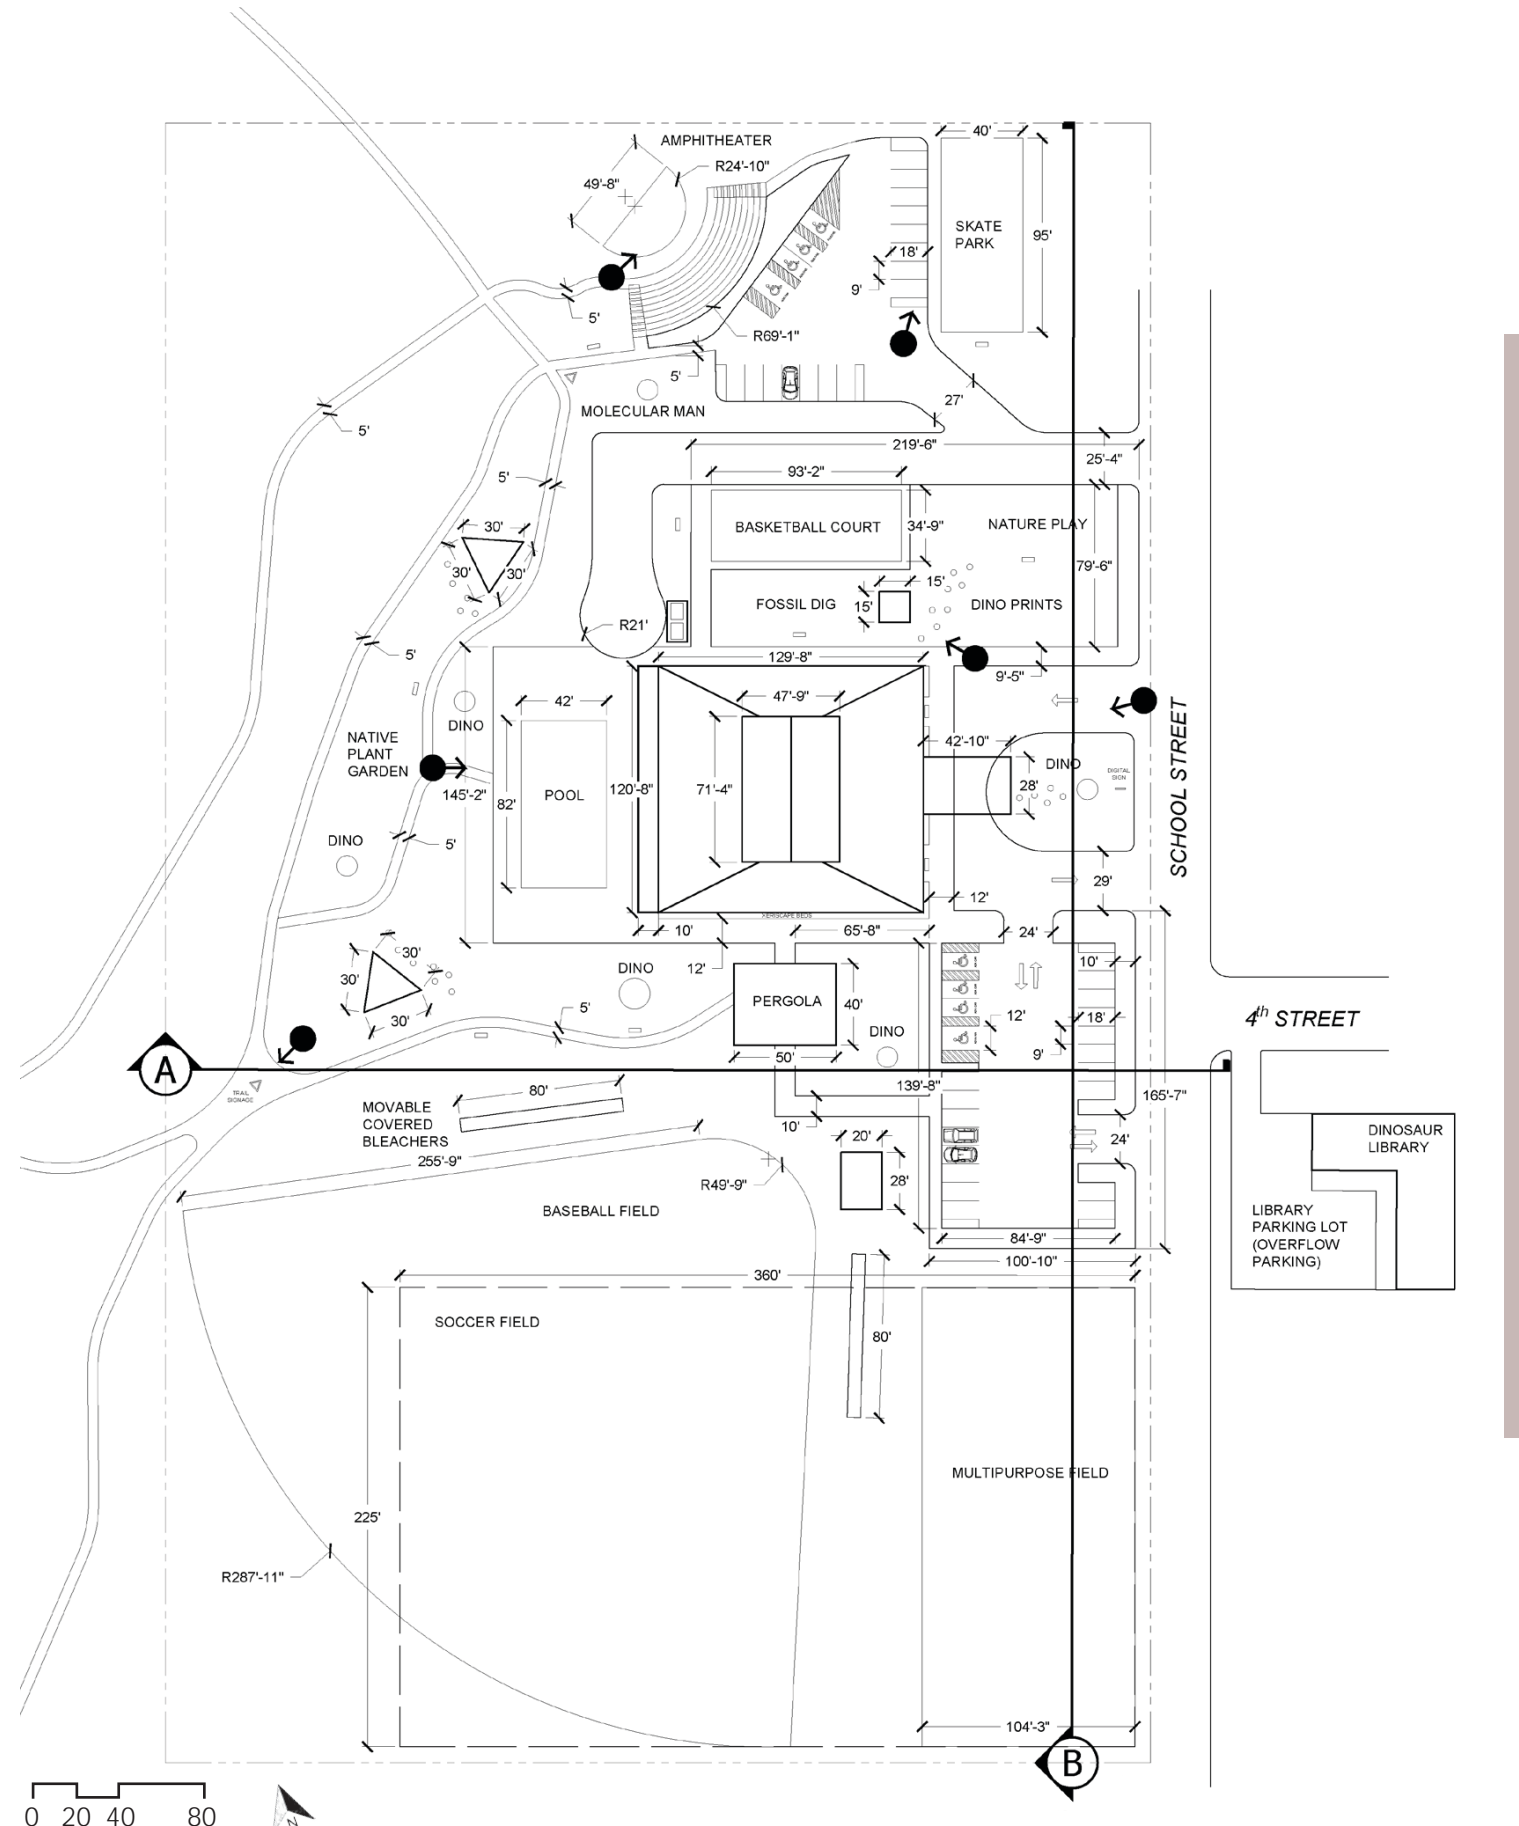 AMPHITHEATER
40'
R24'-10"
49'-8"
SKATE
PARK
95'
18'
9'
5'
R69'-1"
5'
27'
MOLECULAR MAN
5'
219'-6"
25'-4"
93'-2"
5'
30'
BASKETBALL COURT
34'-9"
NATURE PLAY
30'
30'
79'-6"
15'
FOSSIL DIG
15'
DINO PRINTS
R21'
5'
129'-8"
9'-5"
47'-9"
42'
DINO
NATIVE
PLANT
GARDEN
42'-10"
DINO
DIGITAL
SIGN
SCHOOL STREET
145'-2"
82'
POOL
120'-8"
71'-4"
28'
DINO
5'
29'
12'
XERISCAPE BEDS
10'
65'-8"
24'
30'
30'
30'
12'
DINO
10'
PERGOLA
40'
5'
DINO
12'
18'
9'
4th STREET
50'
A
TRAIL
SIGNAGE
80'
139'-8"
165'-7"
MOVABLE
COVERED
BLEACHERS
10'
20'
24'
DINOSAUR
LIBRARY
255'-9"
R49'-9"
28'
BASEBALL FIELD
LIBRARY
PARKING LOT
(OVERFLOW
PARKING)
84'-9"
100'-10"
360'
SOCCER FIELD
80'
MULTIPURPOSE FIELD
225'
R287'-11"
104'-3"
B
0 20 40 80
N